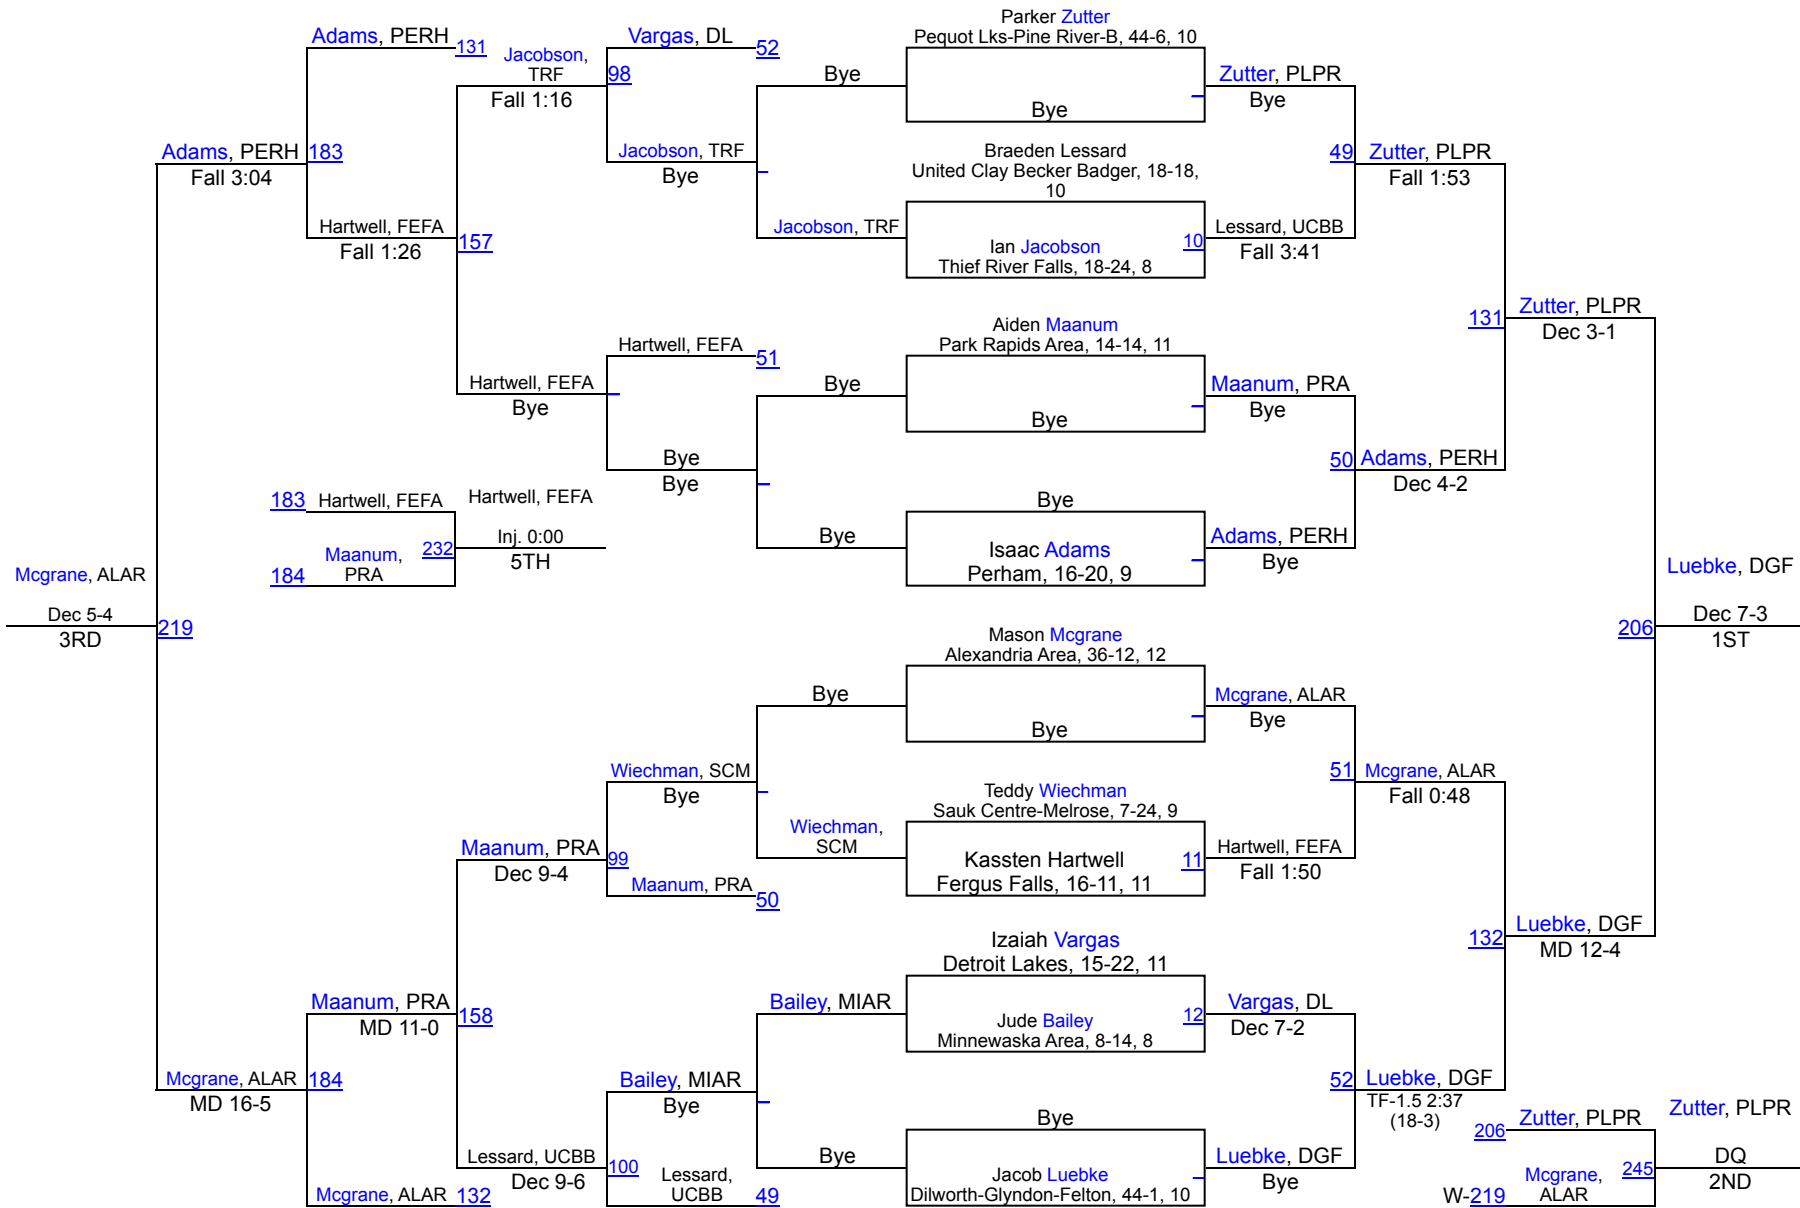 Parker Zutter
Pequot Lks-Pine River-B, 44-6, 10
Bye
Braeden Lessard
United Clay Becker Badger, 18-18,
10
Ian Jacobson
Thief River Falls, 18-24, 8
10
Aiden Maanum
Park Rapids Area, 14-14, 11
Bye
Bye
Isaac Adams
Perham, 16-20, 9
Mason Mcgrane
Alexandria Area, 36-12, 12
Bye
Teddy Wiechman
Sauk Centre-Melrose, 7-24, 9
Kassten Hartwell
Fergus Falls, 16-11, 11
11
Izaiah Vargas
Detroit Lakes, 15-22, 11
Jude Bailey
Minnewaska Area, 8-14, 8
12
Bye
Jacob Luebke
Dilworth-Glyndon-Felton, 44-1, 10
Zutter, PLPR
Bye
Lessard, UCBB
Fall 3:41
Maanum, PRA
Bye
Adams, PERH
Bye
Mcgrane, ALAR
Bye
Hartwell, FEFA
Fall 1:50
Vargas, DL
Dec 7-2
Luebke, DGF
Bye
49
Zutter, PLPR
Fall 1:53
50
Adams, PERH
Dec 4-2
51
Mcgrane, ALAR
Fall 0:48
52
Luebke, DGF
TF-1.5 2:37
(18-3)
131
Zutter, PLPR
Dec 3-1
132
Luebke, DGF
MD 12-4
206
Luebke, DGF
Dec 7-3
1ST
206
Zutter, PLPR
W-219
Mcgrane,
ALAR
245
Zutter, PLPR
DQ
2ND
Bye
Jacobson, TRF
Bye
Bye
Bye
Wiechman,
SCM
Bailey, MIAR
Bye
Vargas, DL
52
Jacobson, TRF
Bye
Hartwell, FEFA
51
Bye
Bye
Wiechman, SCM
Bye
Maanum, PRA
50
Bailey, MIAR
Bye
Lessard,
UCBB
49
Jacobson,
TRF
Fall 1:16
98
Hartwell, FEFA
Bye
Maanum, PRA
Dec 9-4
99
Lessard, UCBB
Dec 9-6
100
Adams, PERH
131
Hartwell, FEFA
Fall 1:26
157
Maanum, PRA
MD 11-0
158
Mcgrane, ALAR
132
Adams, PERH
Fall 3:04
183
Mcgrane, ALAR
MD 16-5
184
183
Hartwell, FEFA
184
Maanum,
PRA
232
Hartwell, FEFA
Inj. 0:00
5TH
Mcgrane, ALAR
Dec 5-4
3RD
219